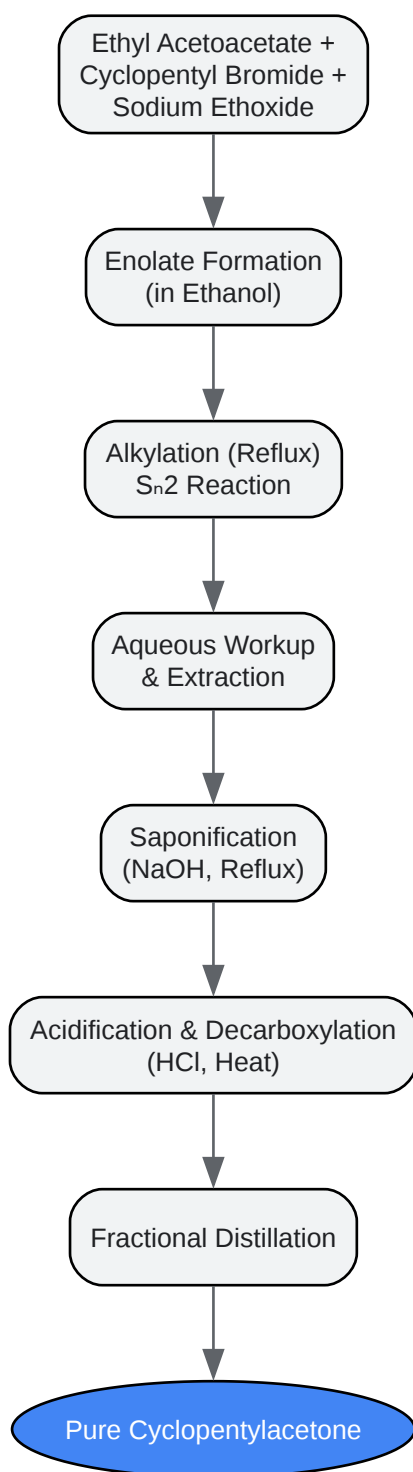 Ethyl Acetoacetate +
Cyclopentyl Bromide +
Sodium Ethoxide
Enolate Formation
(in Ethanol)
Alkylation (Reflux)
Sₙ2 Reaction
Aqueous Workup
& Extraction
Saponification
(NaOH, Reflux)
Acidification & Decarboxylation
(HCl, Heat)
Fractional Distillation
Pure Cyclopentylacetone